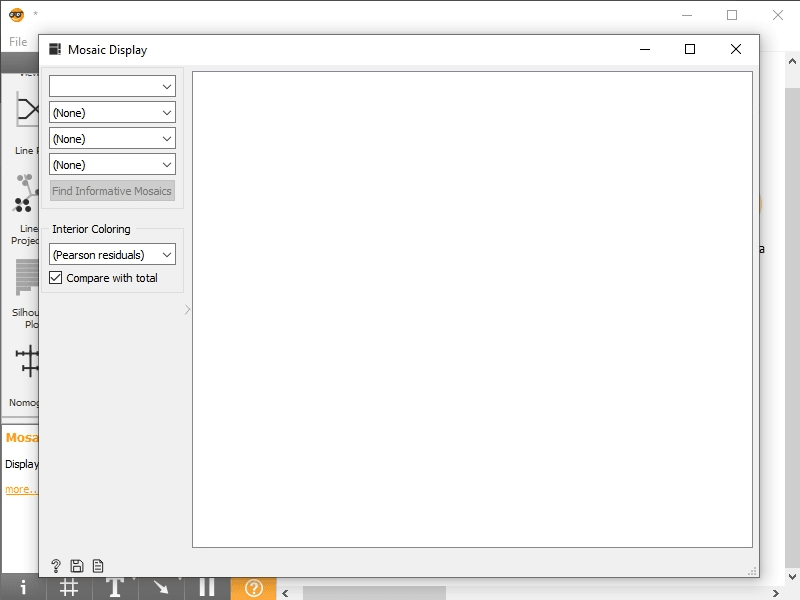 *
File
Mosaic Display
(None)
(None)
(None)
Find Informative Mosaics
Interior Coloring
(Pearson residuals)
Compare with total
Line
Line
Projec
Silhou
Plo
Nomog
Mosa
Display
more...
a